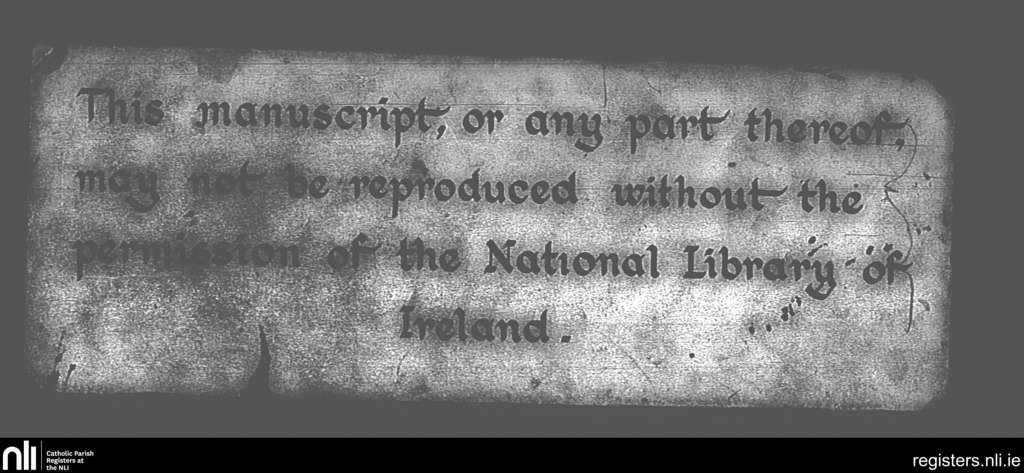 This manuscript, or any part thereof,
may not be reproduced without the
permission of the National Library of
Ireland.
nli
Catholic Parish
Registers at
the NLI
registers.nli.ie